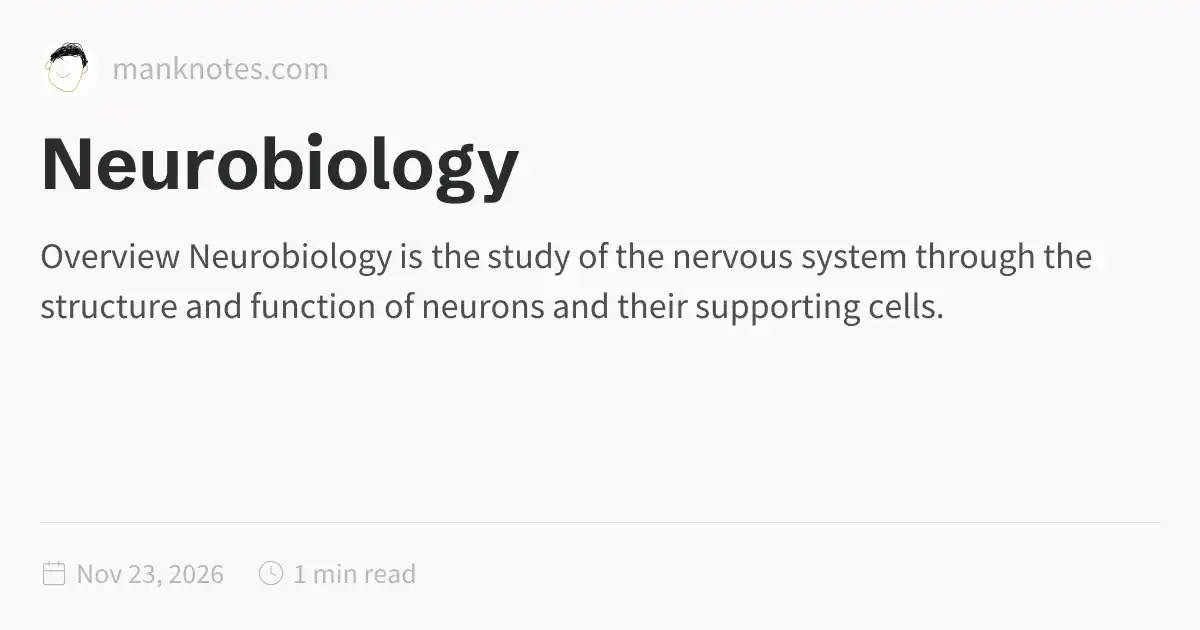 manknotes.com
Neurobiology
Overview Neurobiology is the study of the nervous system through the
structure and function of neurons and their supporting cells.
Nov 23, 2026 1 min read